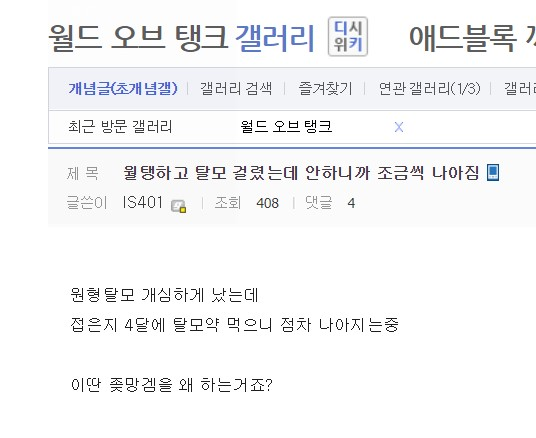 월드 오브 탱크 갤러리 디시위키 애드블록
개념글(초개념갤) 갤러리 검색 즐겨찾기 연관 갤러리(1/3) 갤러리
최근 방문 갤러리 월드 오브 탱크 X
제 목 월탱하고 탈모 걸렸는데 안하니까 조금씩 나아짐
글쓴이 IS401 조회 408 댓글 4
원형탈모 개심하게 났는데
접은지 4달에 탈모약 먹으니 점차 나아지는중
이딴 좆망겜을 왜 하는거죠?